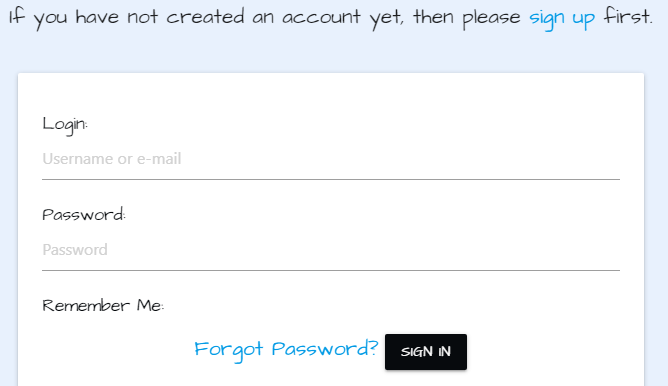 If you have not created an account yet, then please sign up first.
Login:
Username or e-mail
Password:
Password
Remember Me:
Forgot Password? SIGN IN